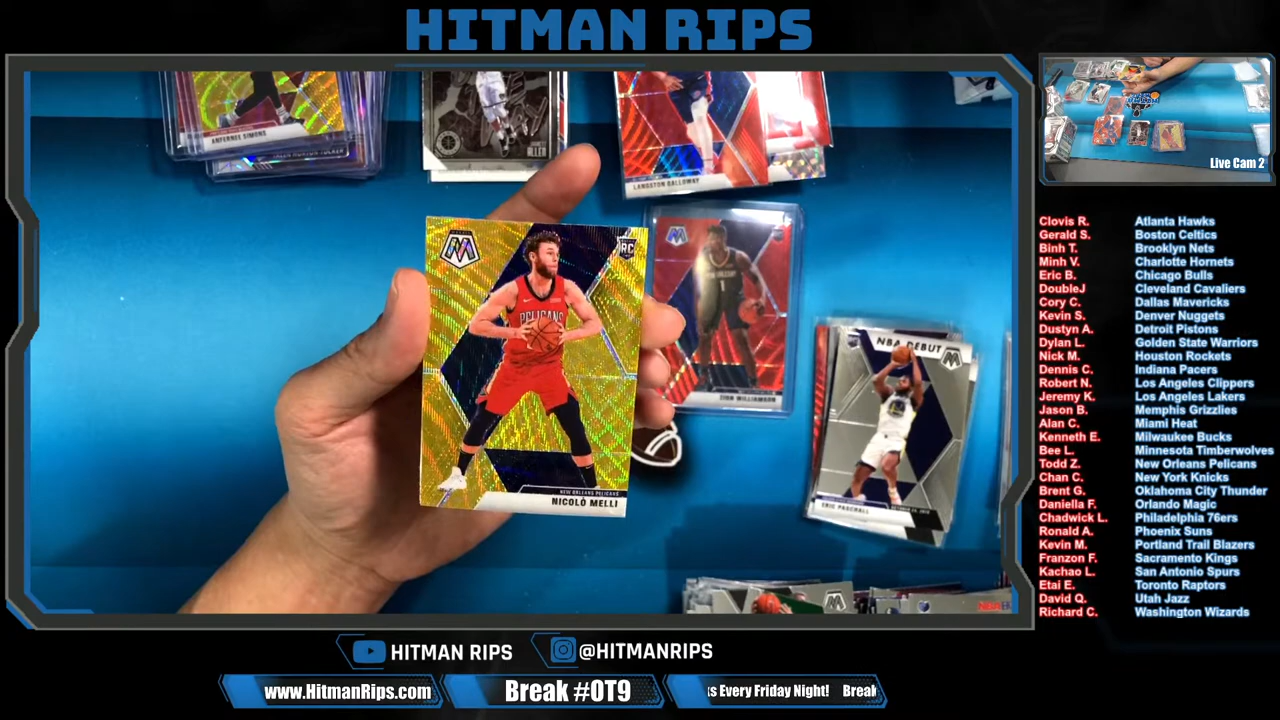 HITMAN RIPS
ANFERNEE SIMONS
ALLEN
LANGSTON GALLOWAY
RC
PELICANS
NEW ORLEANS PELICANS
NICOLÒ MELLI
1
ZION WILLIAMSON
NBA DEBUT
ERIC PASCHALL
Live Cam 2
Clovis R. Atlanta Hawks
Gerald S. Boston Celtics
Binh T. Brooklyn Nets
Minh V. Charlotte Hornets
Eric B. Chicago Bulls
DoubleJ Cleveland Cavaliers
Cory C. Dallas Mavericks
Kevin S. Denver Nuggets
Dustyn A. Detroit Pistons
Dylan L. Golden State Warriors
Nick M. Houston Rockets
Dennis C. Indiana Pacers
Robert N. Los Angeles Clippers
Jeremy K. Los Angeles Lakers
Jason B. Memphis Grizzlies
Alan C. Miami Heat
Kenneth E. Milwaukee Bucks
Bee L. Minnesota Timberwolves
Todd Z. New Orleans Pelicans
Chan C. New York Knicks
Brent G. Oklahoma City Thunder
Daniella F. Orlando Magic
Chadwick L. Philadelphia 76ers
Ronald A. Phoenix Suns
Kevin M. Portland Trail Blazers
Franzon F. Sacramento Kings
Kachao L. San Antonio Spurs
Etai E. Toronto Raptors
David Q. Utah Jazz
Richard C. Washington Wizards
HITMAN RIPS
@HITMANRIPS
www.HitmanRips.com
Break #0T9
s Every Friday Night! Break